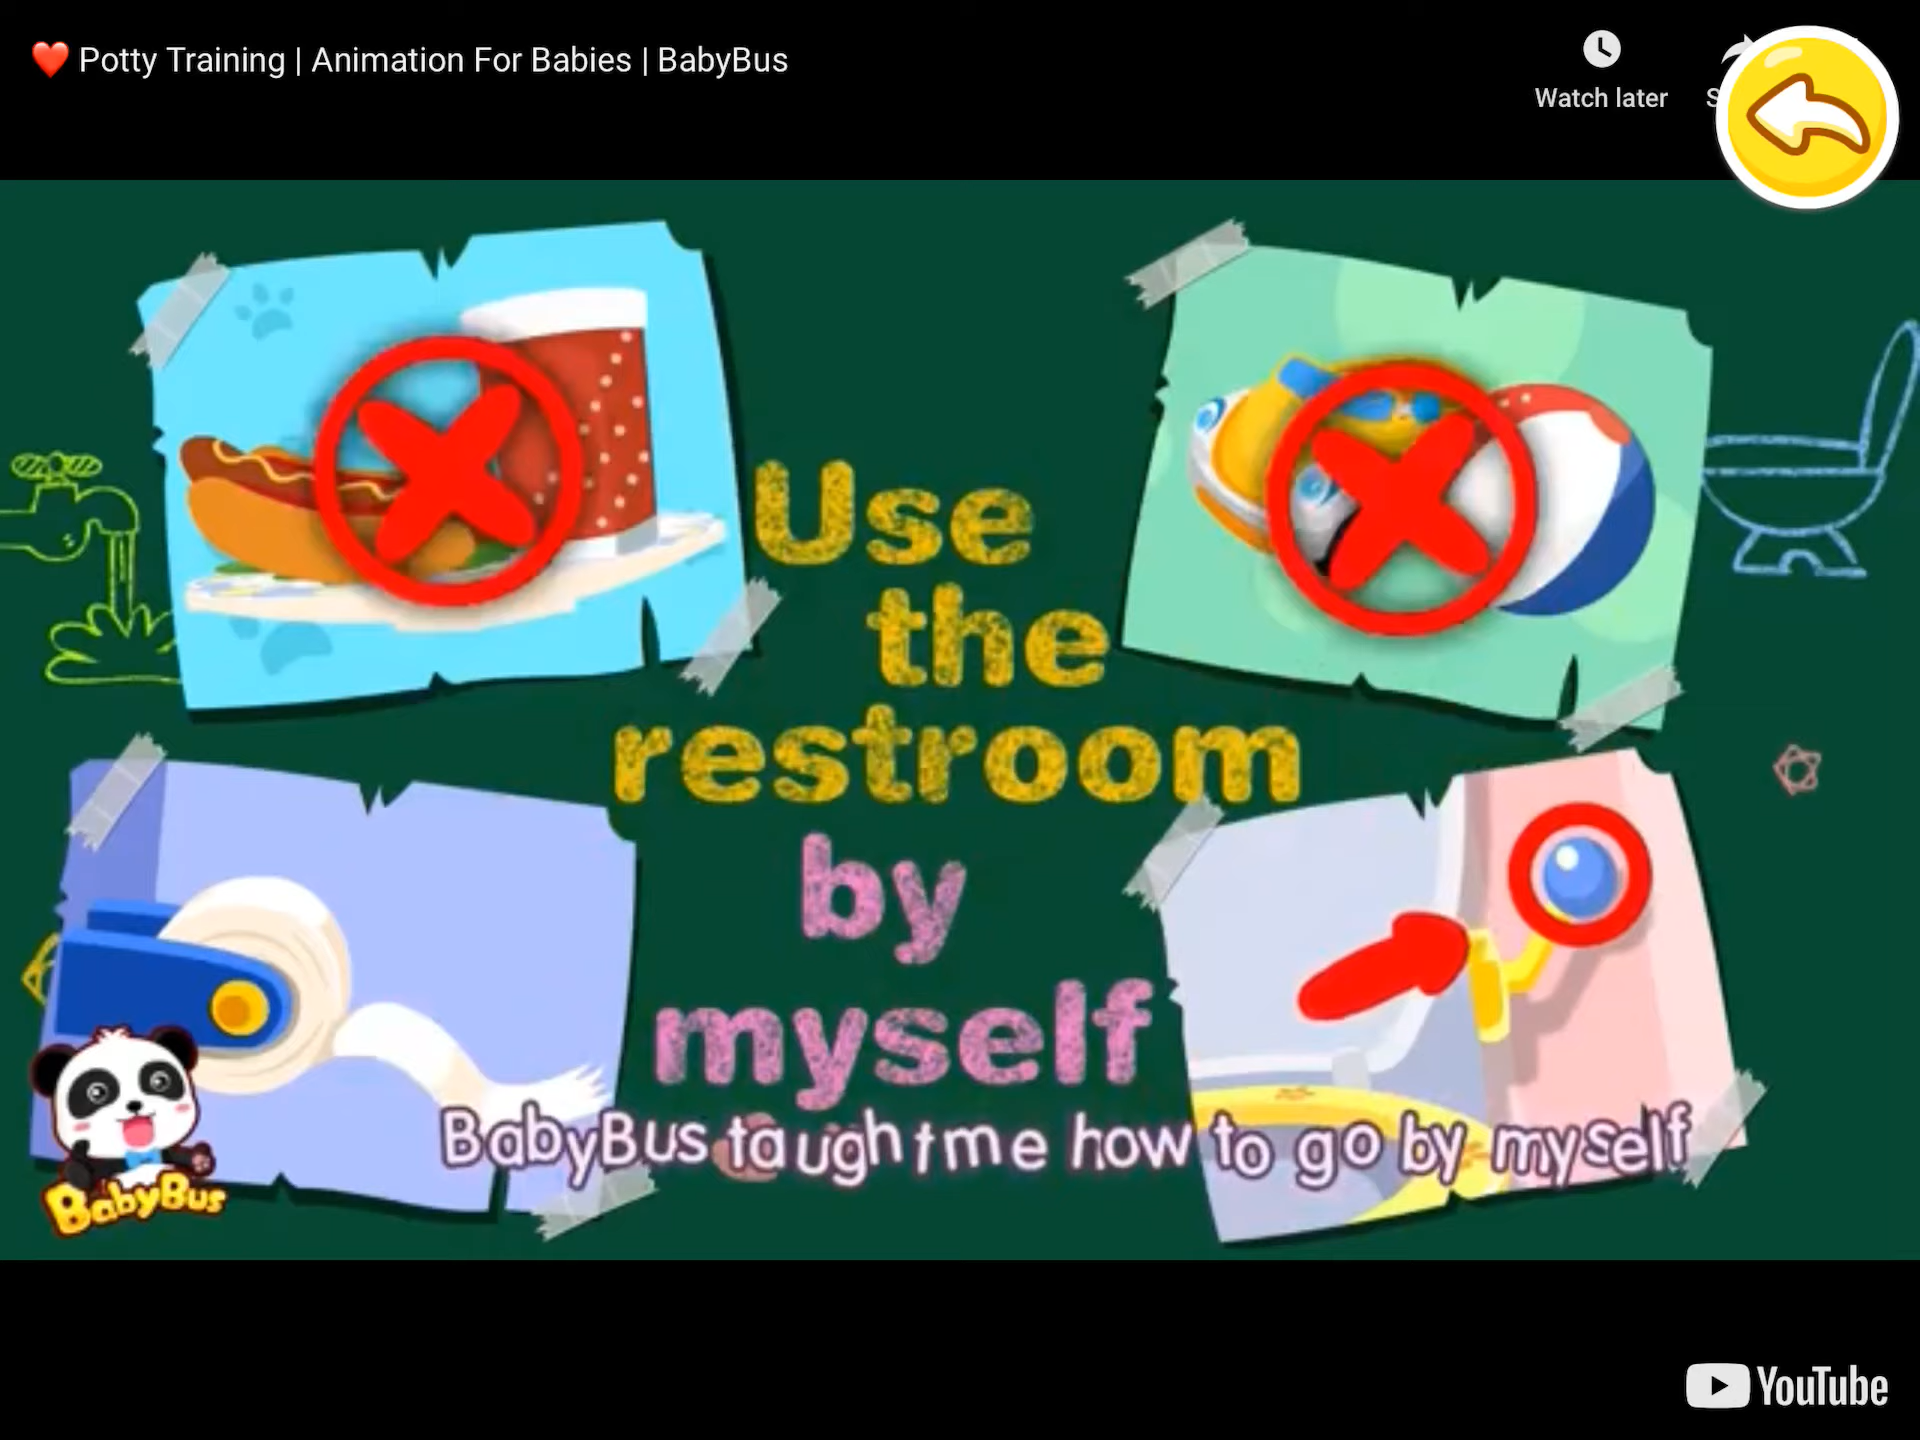 ❤️ Potty Training | Animation For Babies | BabyBus
Watch later
Use
the
restroom
by
myself
BabyBus taught me how to go by myself
BabyBus
YouTube